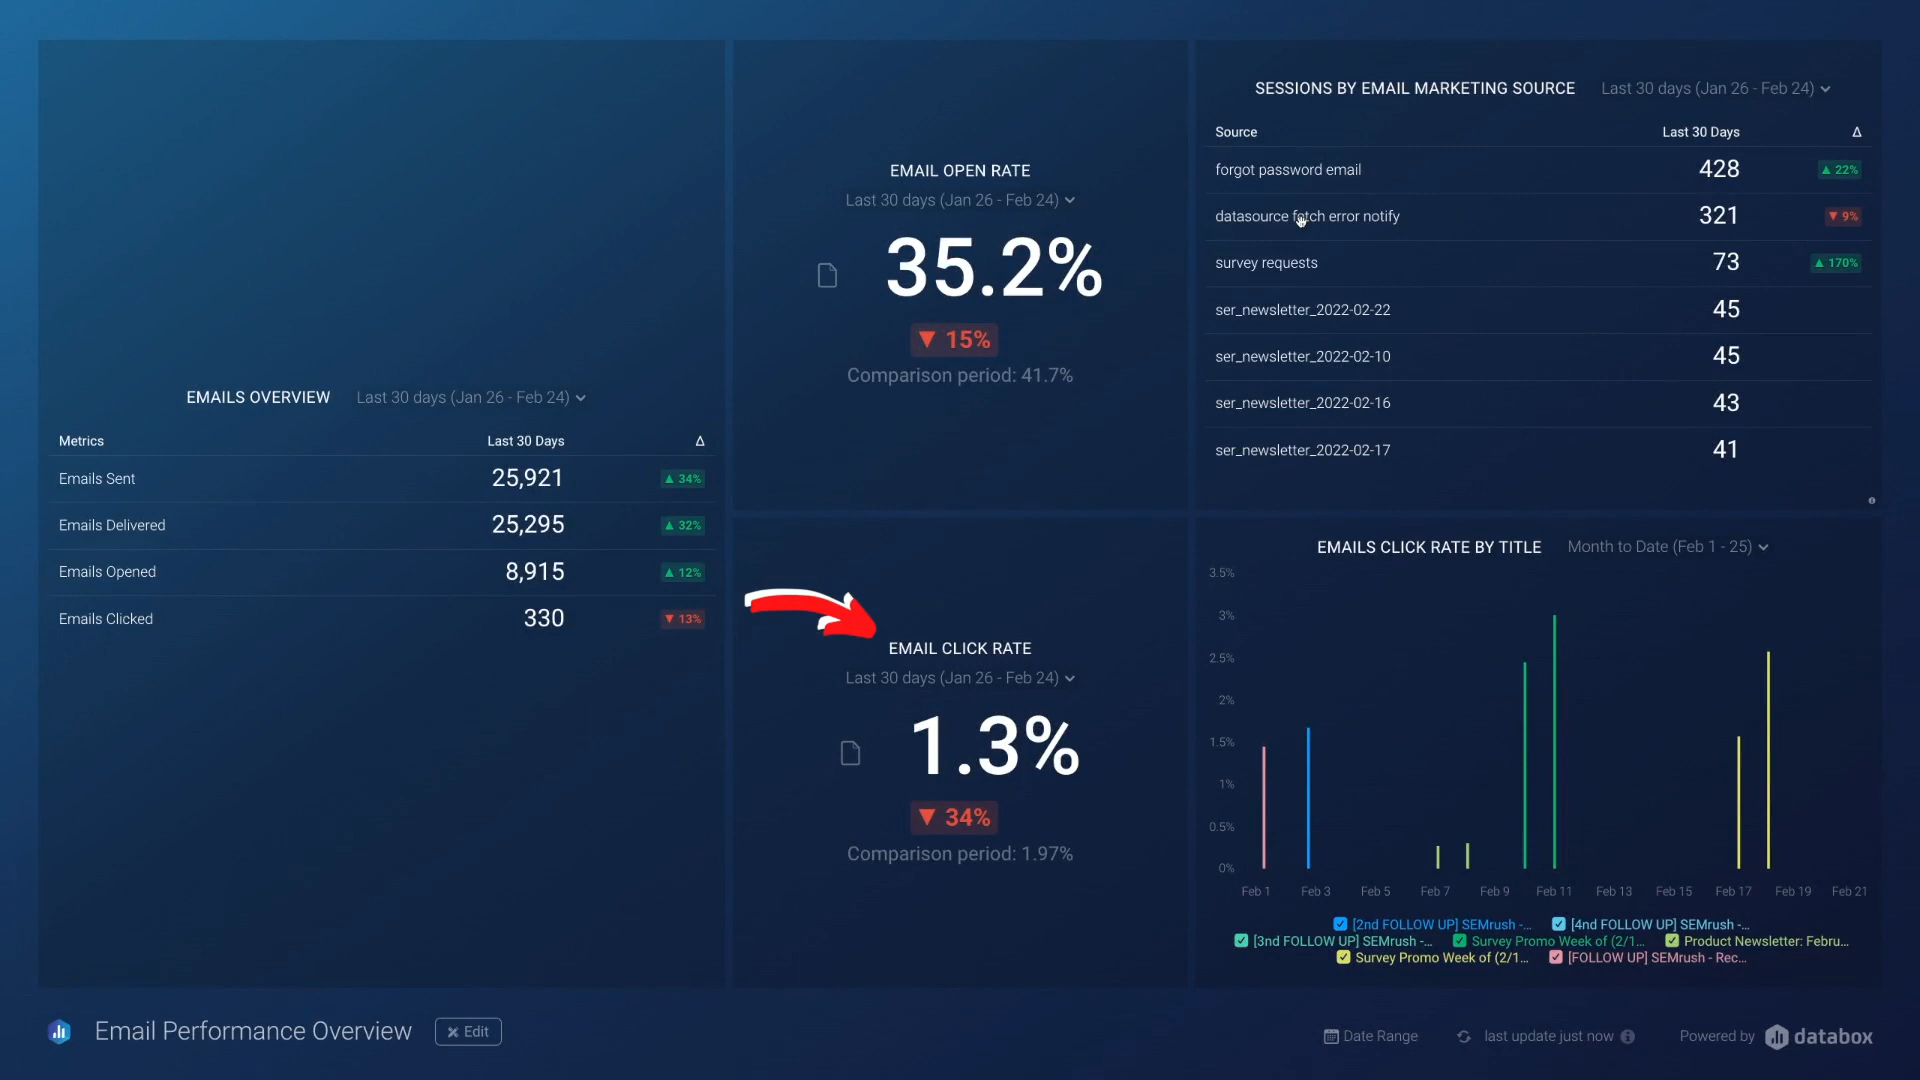 EMAILS OVERVIEW Last 30 days (Jan 26 - Feb 24)
Metrics Last 30 Days Δ
Emails Sent 25,921 ▲ 34%
Emails Delivered 25,295 ▲ 32%
Emails Opened 8,915 ▲ 12%
Emails Clicked 330 ▼ 13%
EMAIL OPEN RATE
Last 30 days (Jan 26 - Feb 24)
35.2%
▼ 15%
Comparison period: 41.7%
EMAIL CLICK RATE
Last 30 days (Jan 26 - Feb 24)
1.3%
▼ 34%
Comparison period: 1.97%
SESSIONS BY EMAIL MARKETING SOURCE Last 30 days (Jan 26 - Feb 24)
Source Last 30 Days Δ
forgot password email 428 ▲ 22%
datasource fetch error notify 321 ▼ 9%
survey requests 73 ▲ 170%
ser_newsletter_2022-02-22 45
ser_newsletter_2022-02-10 45
ser_newsletter_2022-02-16 43
ser_newsletter_2022-02-17 41
EMAILS CLICK RATE BY TITLE Month to Date (Feb 1 - 25)
3.5%
3%
2.5%
2%
1.5%
1%
0.5%
0%
Feb 1 Feb 3 Feb 5 Feb 7 Feb 9 Feb 11 Feb 13 Feb 15 Feb 17 Feb 19 Feb 21
[2nd FOLLOW UP] SEMrush -... [4nd FOLLOW UP] SEMrush -...
[3nd FOLLOW UP] SEMrush -... Survey Promo Week of (2/1... Product Newsletter: Febru...
Survey Promo Week of (2/1... [FOLLOW UP] SEMrush - Rec...
Email Performance Overview Edit
Date Range last update just now Powered by databox